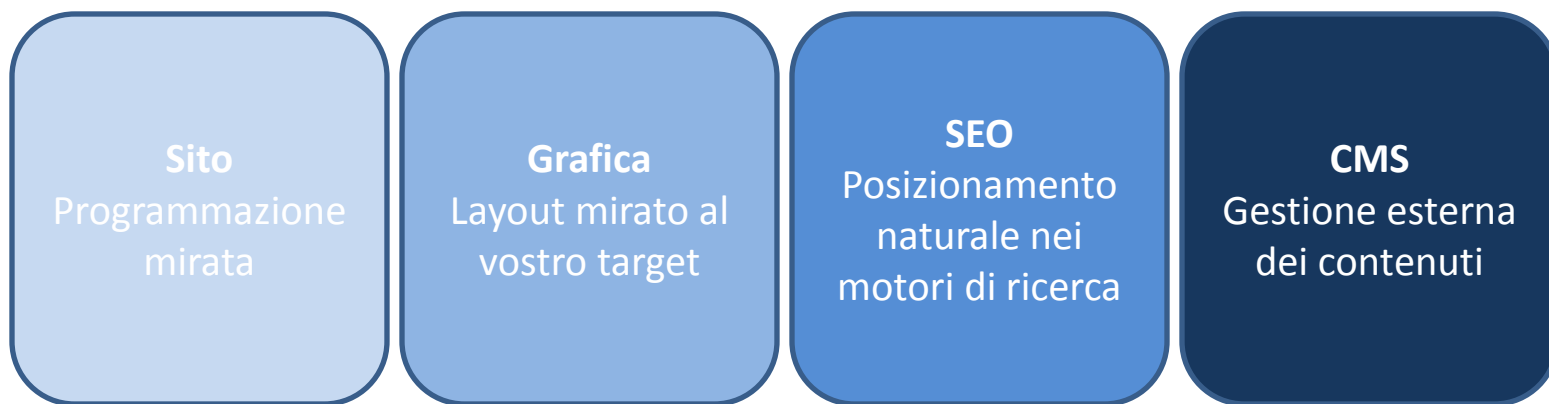 Sito
Programmazione
mirata
Grafica
Layout mirato al
vostro target
SEO
Posizionamento
naturale nei
motori di ricerca
CMS
Gestione esterna
dei contenuti